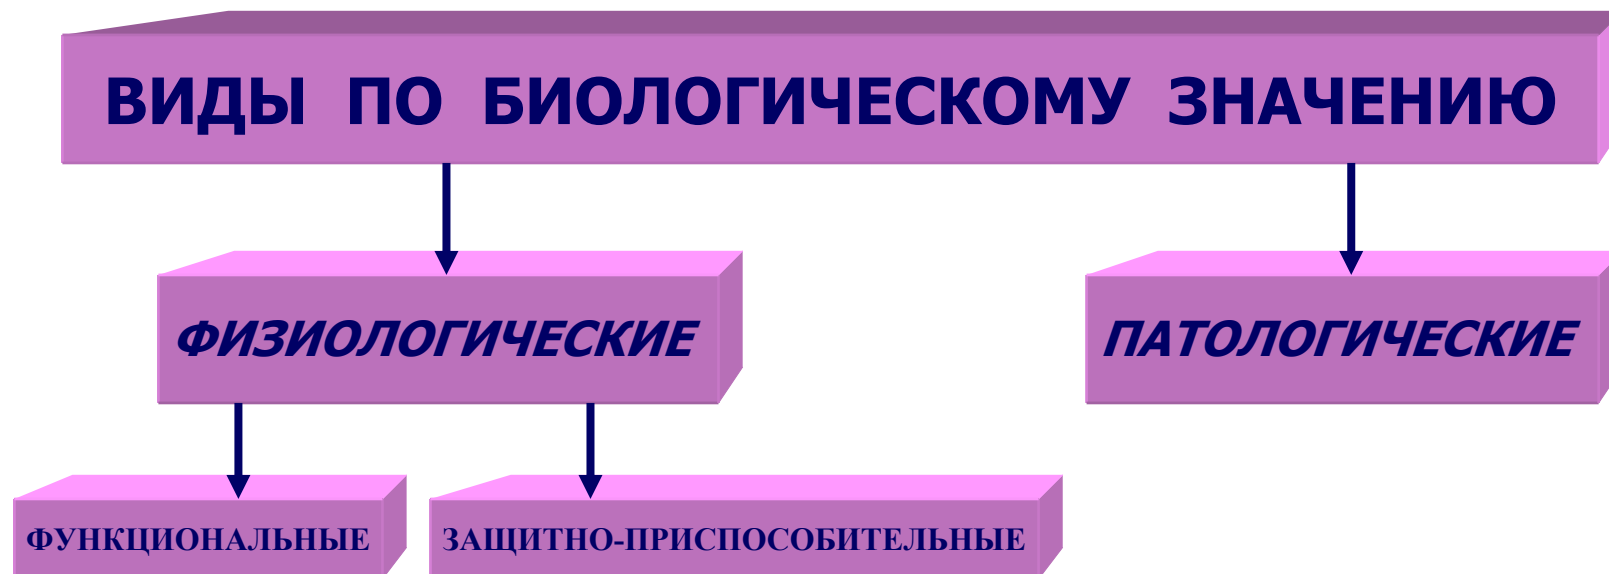 ВИДЫ ПО БИОЛОГИЧЕСКОМУ ЗНАЧЕНИЮ
ФИЗИОЛОГИЧЕСКИЕ
ПАТОЛОГИЧЕСКИЕ
ФУНКЦИОНАЛЬНЫЕ
ЗАЩИТНО-ПРИСПОСОБИТЕЛЬНЫЕ